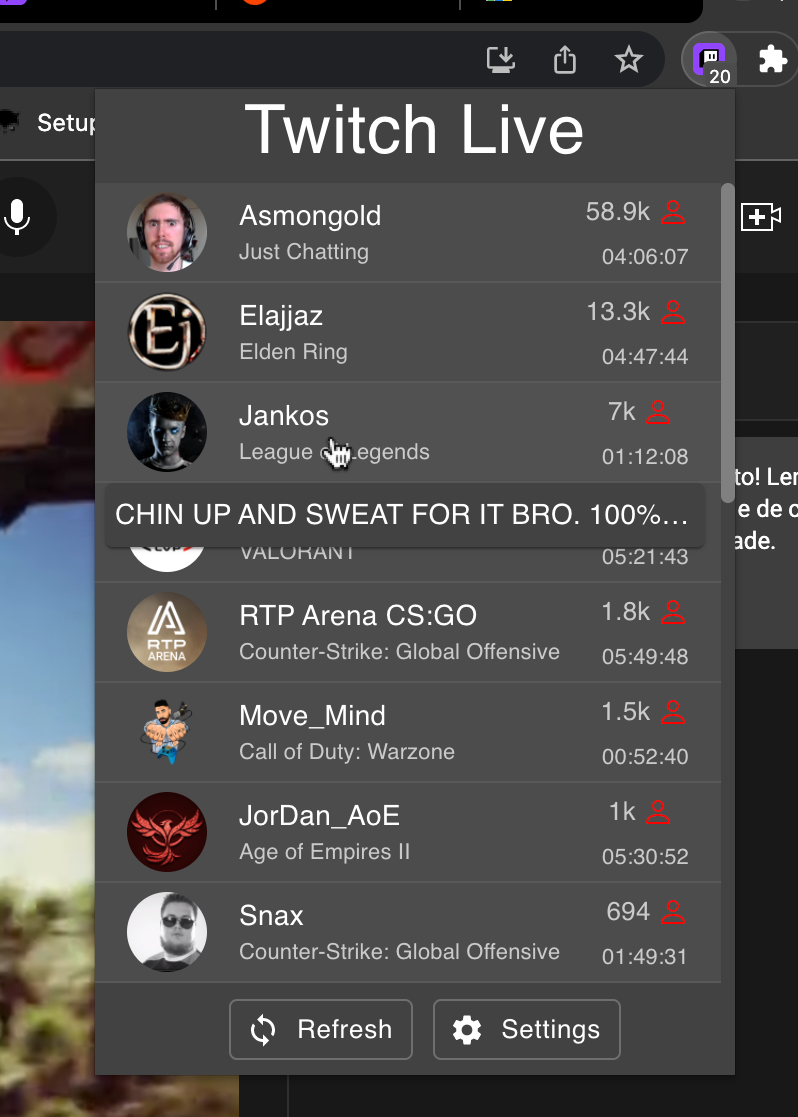 20
Setup
Twitch Live
Asmongold
58.9k
Just Chatting
04:06:07
Elajjaz
13.3k
Elden Ring
04:47:44
Jankos
7k
League Legends
01:12:08
CHIN UP AND SWEAT FOR IT BRO. 100%...
VALORANT
05:21:43
RTP Arena CS:GO
1.8k
Counter-Strike: Global Offensive
05:49:48
RTP
ARENA
Move_Mind
1.5k
Call of Duty: Warzone
00:52:40
JorDan_AoE
1k
Age of Empires II
05:30:52
Snax
694
Counter-Strike: Global Offensive
01:49:31
Refresh
Settings
to! Ler
e de c
ade.